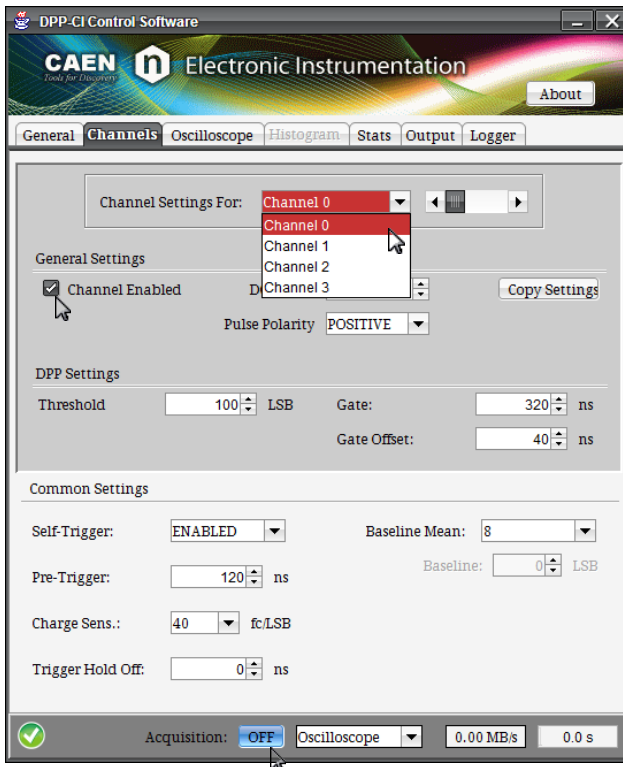 DPP-CI Control Software
CAEN n Electronic Instrumentation
Tools for Discovery
About
General Channels Oscilloscope Histogram Stats Output Logger
Channel Settings For: Channel 0
Channel 0
Channel 1
Channel 2
Channel 3
General Settings
Channel Enabled D Copy Settings
Pulse Polarity POSITIVE
DPP Settings
Threshold 100 LSB Gate: 320 ns
Gate Offset: 40 ns
Common Settings
Self-Trigger: ENABLED Baseline Mean: 8
Baseline: 0 LSB
Pre-Trigger: 120 ns
Charge Sens.: 40 fc/LSB
Trigger Hold Off: 0 ns
Acquisition: OFF Oscilloscope 0.00 MB/s 0.0 s